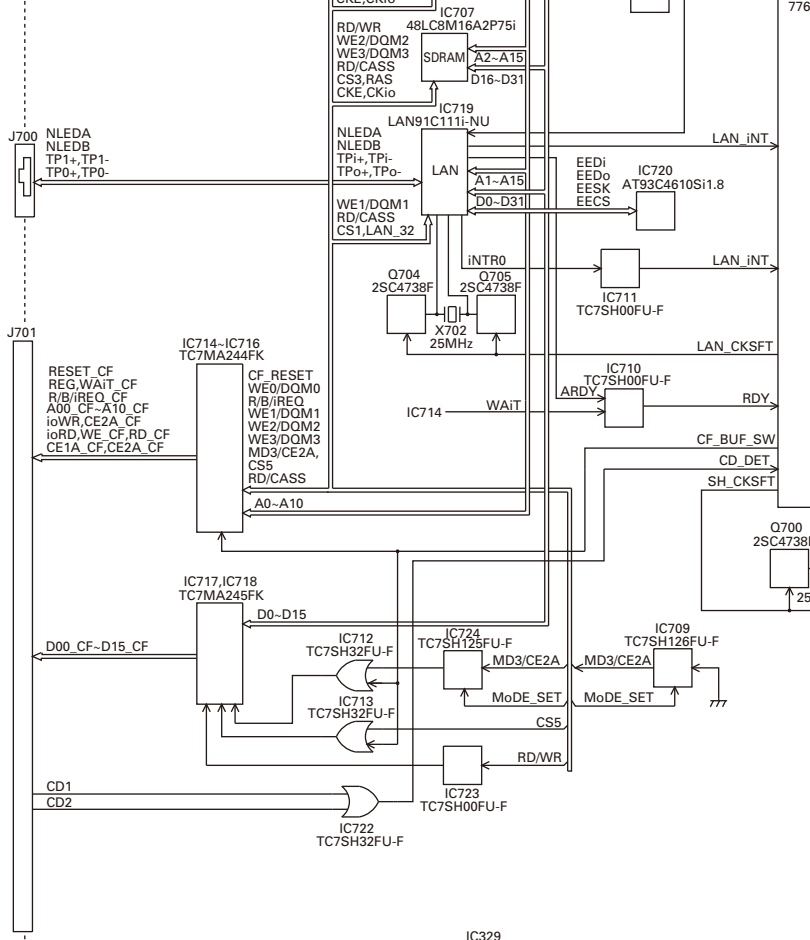 CKE,CKio
IC707
48LC8M16A2P75i
776
RD/WR
WE2/DQM2
WE3/DQM3
RD/CASS
CS3,RAS
CKE,CKio
SDRAM
A2~A15
D16~D31
IC719
LAN91C111i-NU
J700
NLEDA
NLEDB
TP1+,TP1-
TP0+,TP0-
NLEDA
NLEDB
TPi+,TPi-
TPo+,TPo-
LAN
LAN_iNT
A1~A15
D0~D31
EEDi
EEDo
EESK
EECS
IC720
AT93C4610Si1.8
WE1/DQM1
RD/CASS
CS1,LAN_32
iNTR0
LAN_iNT
IC711
TC7SH00FU-F
Q704
2SC4738F
Q705
2SC4738F
X702
25MHz
LAN_CKSFT
J701
IC714~IC716
TC7MA244FK
RESET_CF
REG,WAiT_CF
R/B/iREQ_CF
A00_CF~A10_CF
ioWR,CE2A_CF
ioRD,WE_CF,RD_CF
CE1A_CF,CE2A_CF
CF_RESET
WE0/DQM0
R/B/iREQ
WE1/DQM1
WE2/DQM2
WE3/DQM3
MD3/CE2A,
CS5
RD/CASS
A0~A10
IC710
TC7SH00FU-F
ARDY
IC714
WAiT
RDY
CF_BUF_SW
CD_DET
SH_CKSFT
Q700
2SC4738
25
IC717,IC718
TC7MA245FK
D0~D15
D00_CF~D15_CF
IC712
TC7SH32FU-F
IC724
TC7SH125FU-F
IC709
TC7SH126FU-F
MD3/CE2A
MD3/CE2A
MoDE_SET
MoDE_SET
IC713
TC7SH32FU-F
CS5
RD/WR
IC723
TC7SH00FU-F
CD1
CD2
IC722
TC7SH32FU-F
IC329